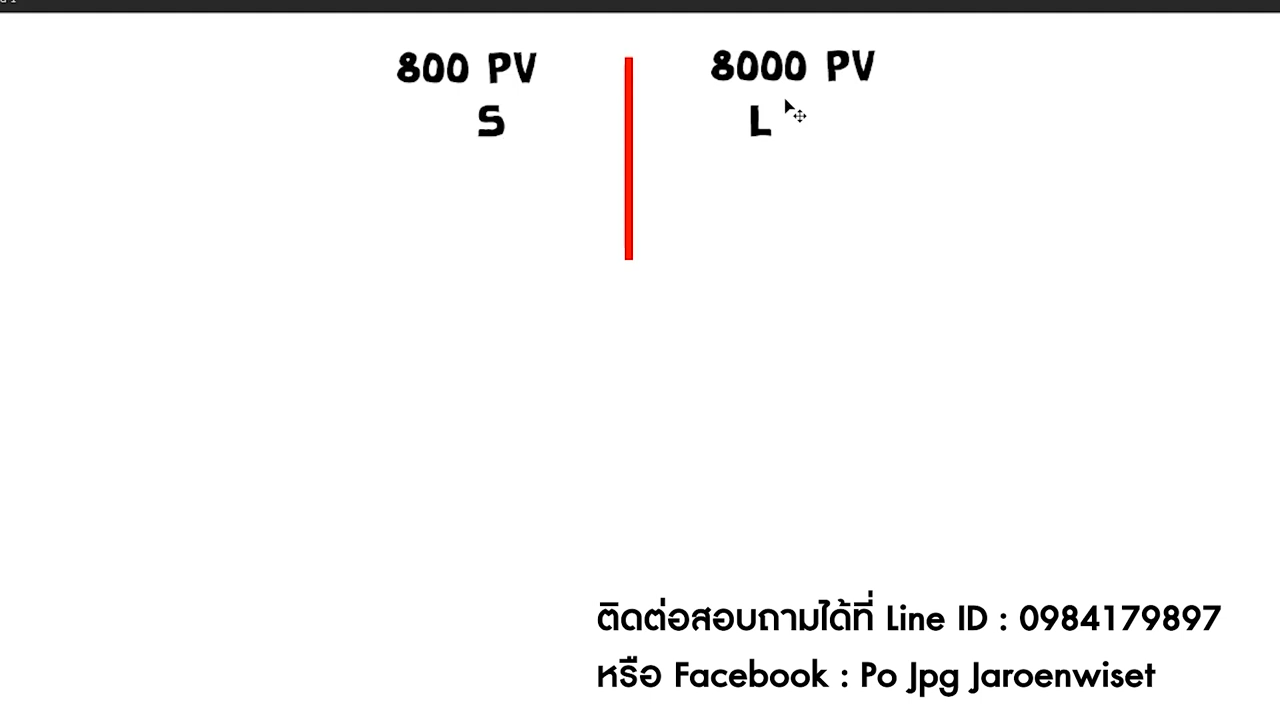 800 PV
8000 PV
S
L
ติดต่อสอบถามได้ที่ Line ID : 0984179897
หรือ Facebook : Po Jpg Jaroenwiset